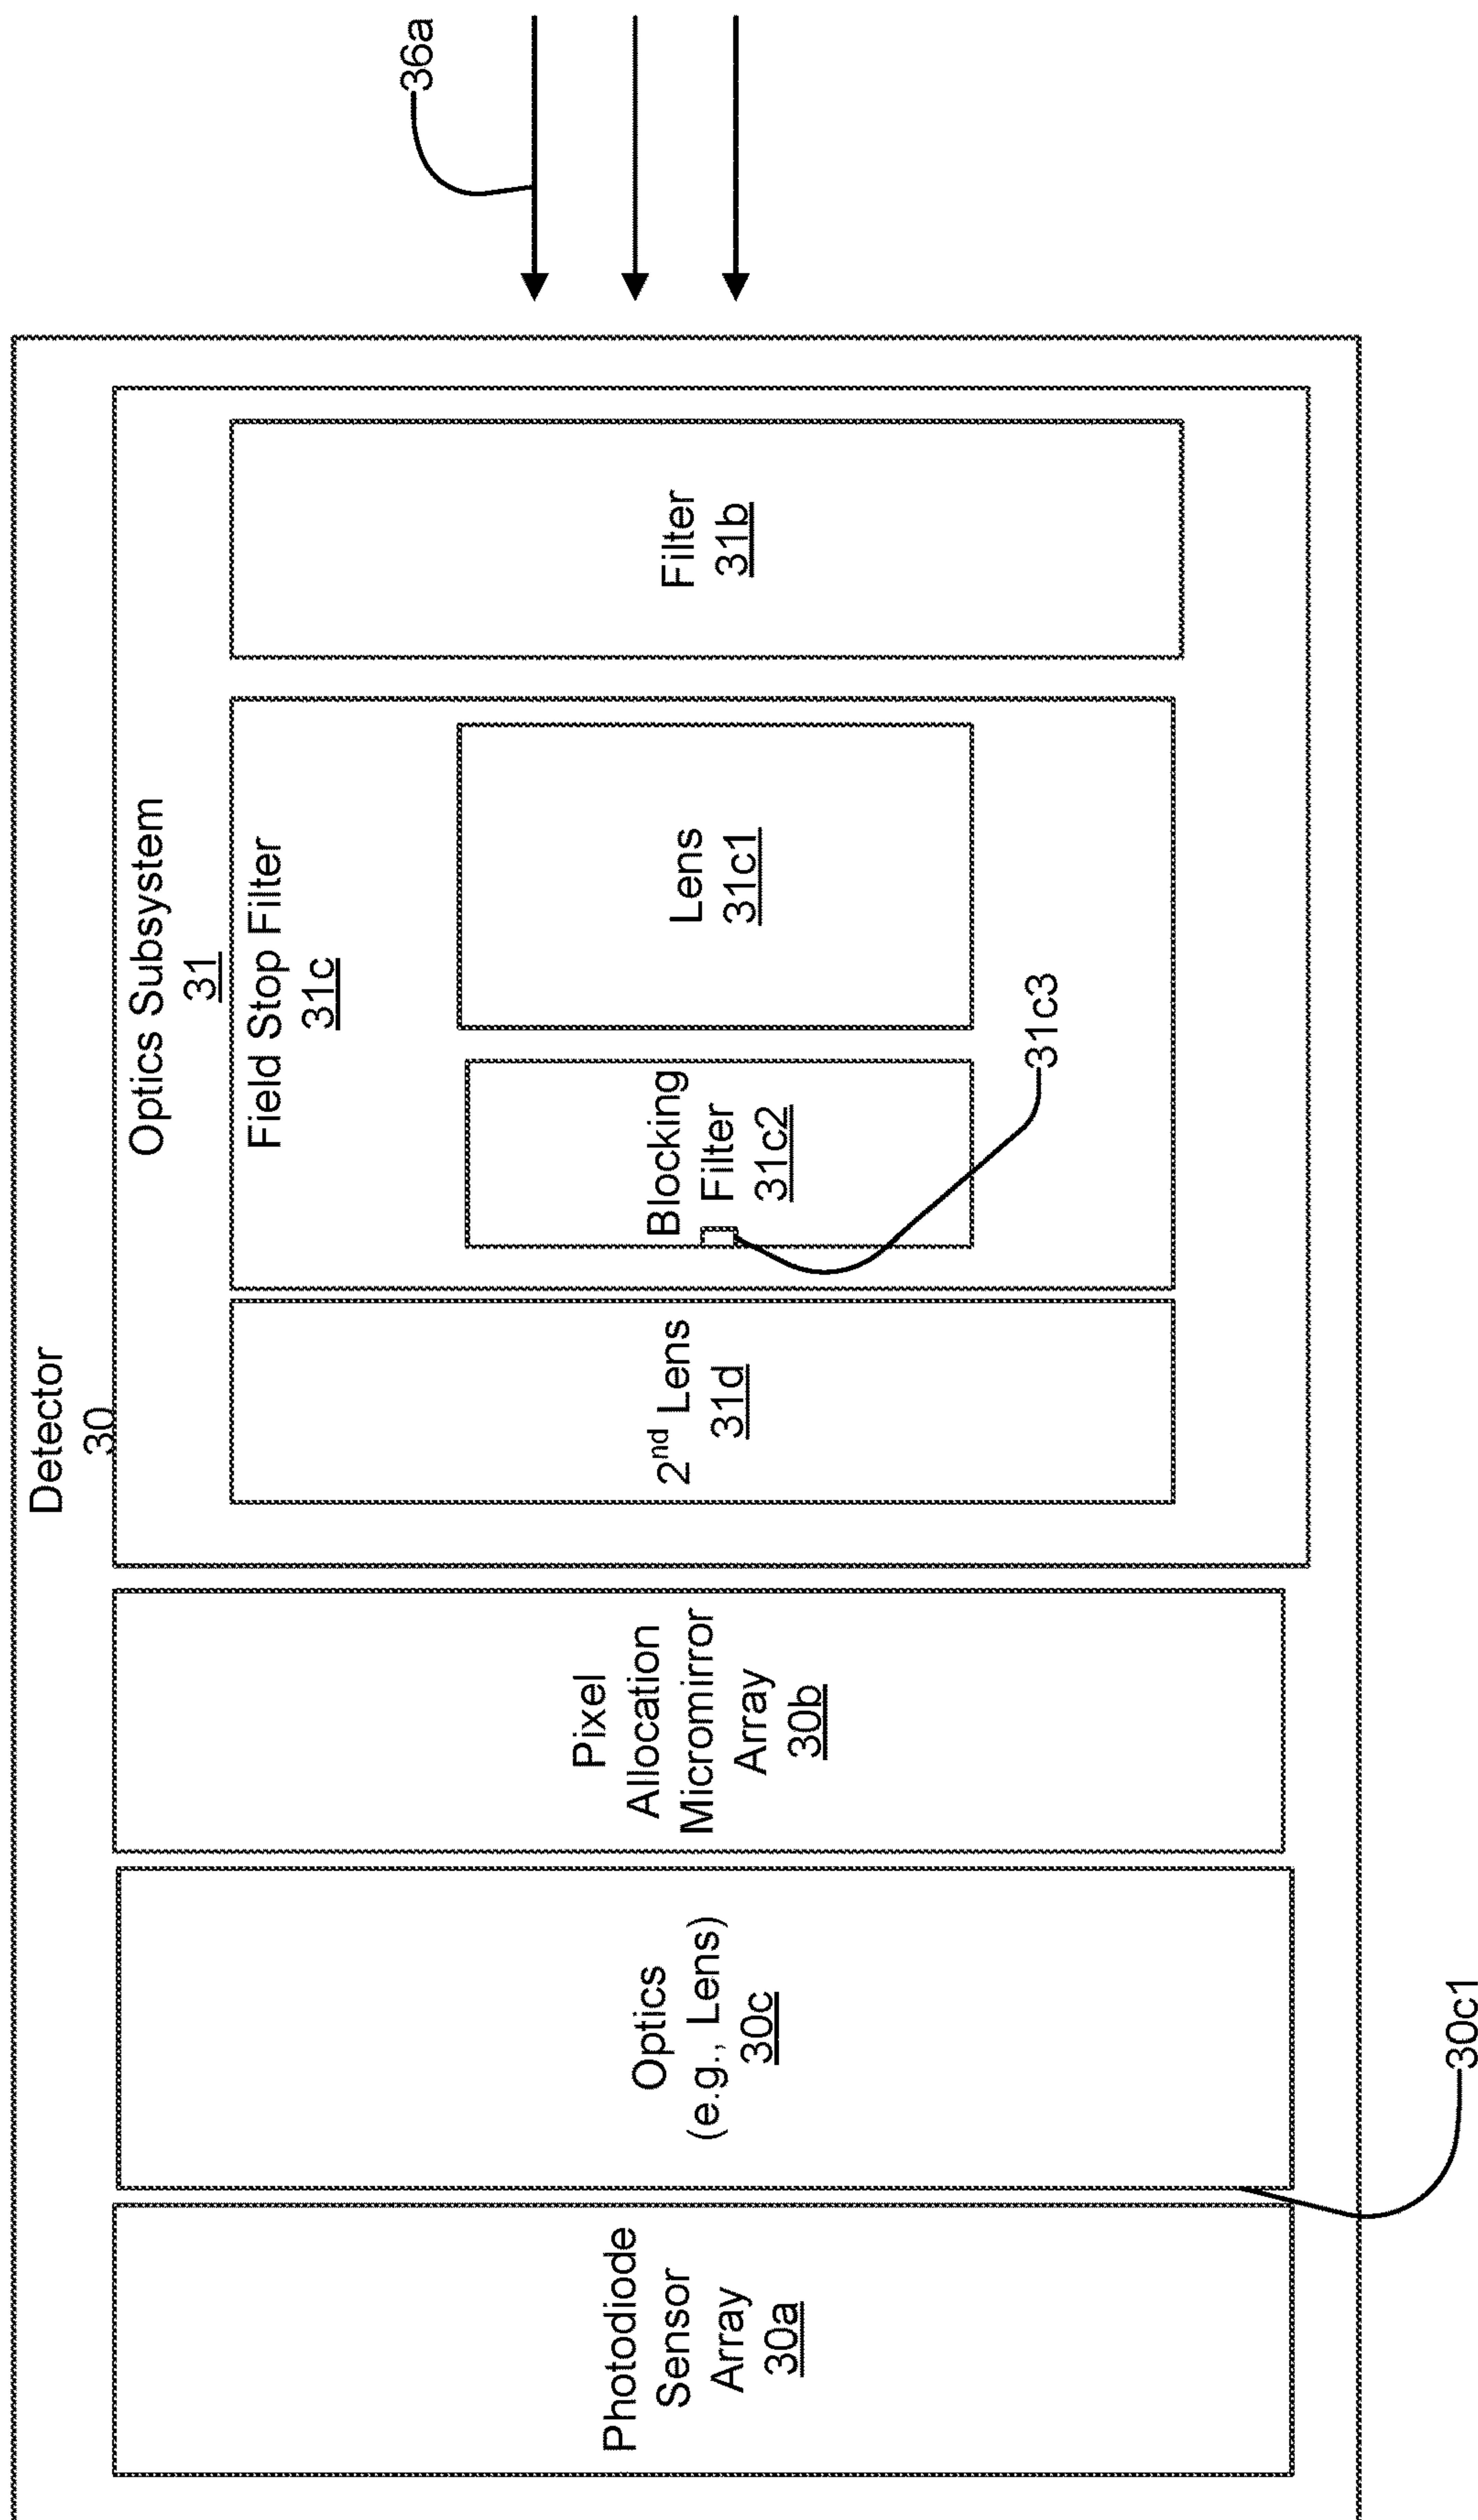 Detector
30
Optics Subsystem
31
Field Stop Filter
31c
Photodiode
Sensor
Array
30a
Optics
(e.g., Lens)
30c
Pixel
Allocation
Micromirror
Array
30b
2nd Lens
31d
Blocking
Filter
31c2
Lens
31c1
Filter
31b
36a
31c3
30c1